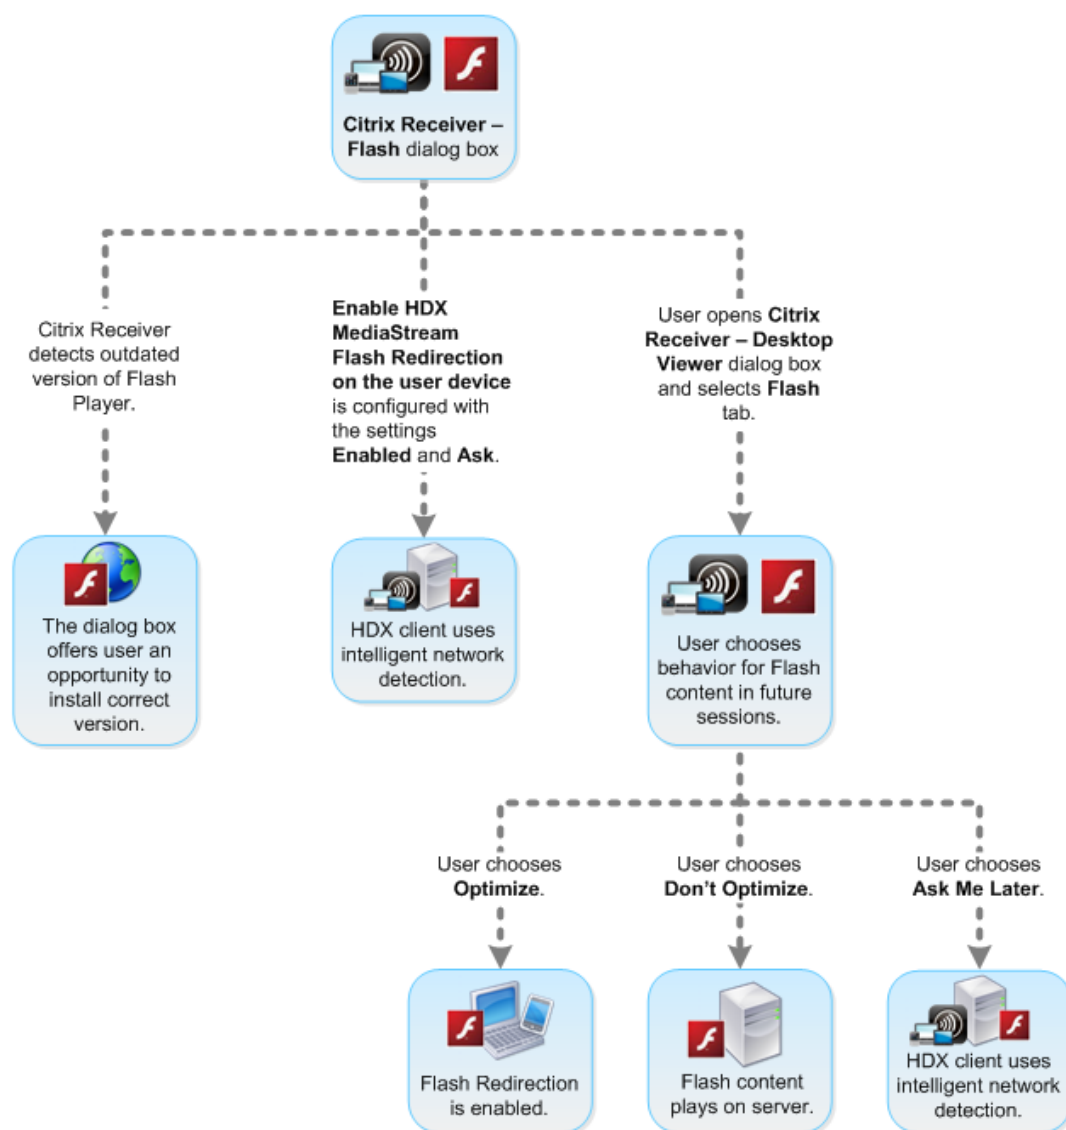 Citrix Receiver –
Flash dialog box
Citrix Receiver
detects outdated
version of Flash
Player.
Enable HDX
MediaStream
Flash Redirection
on the user device
is configured with
the settings
Enabled and Ask.
User opens Citrix
Receiver – Desktop
Viewer dialog box
and selects Flash
tab.
The dialog box
offers user an
opportunity to
install correct
version.
HDX client uses
intelligent network
detection.
User chooses
behavior for Flash
content in future
sessions.
User chooses
Optimize.
User chooses
Don't Optimize.
User chooses
Ask Me Later.
Flash Redirection
is enabled.
Flash content
plays on server.
HDX client uses
intelligent network
detection.